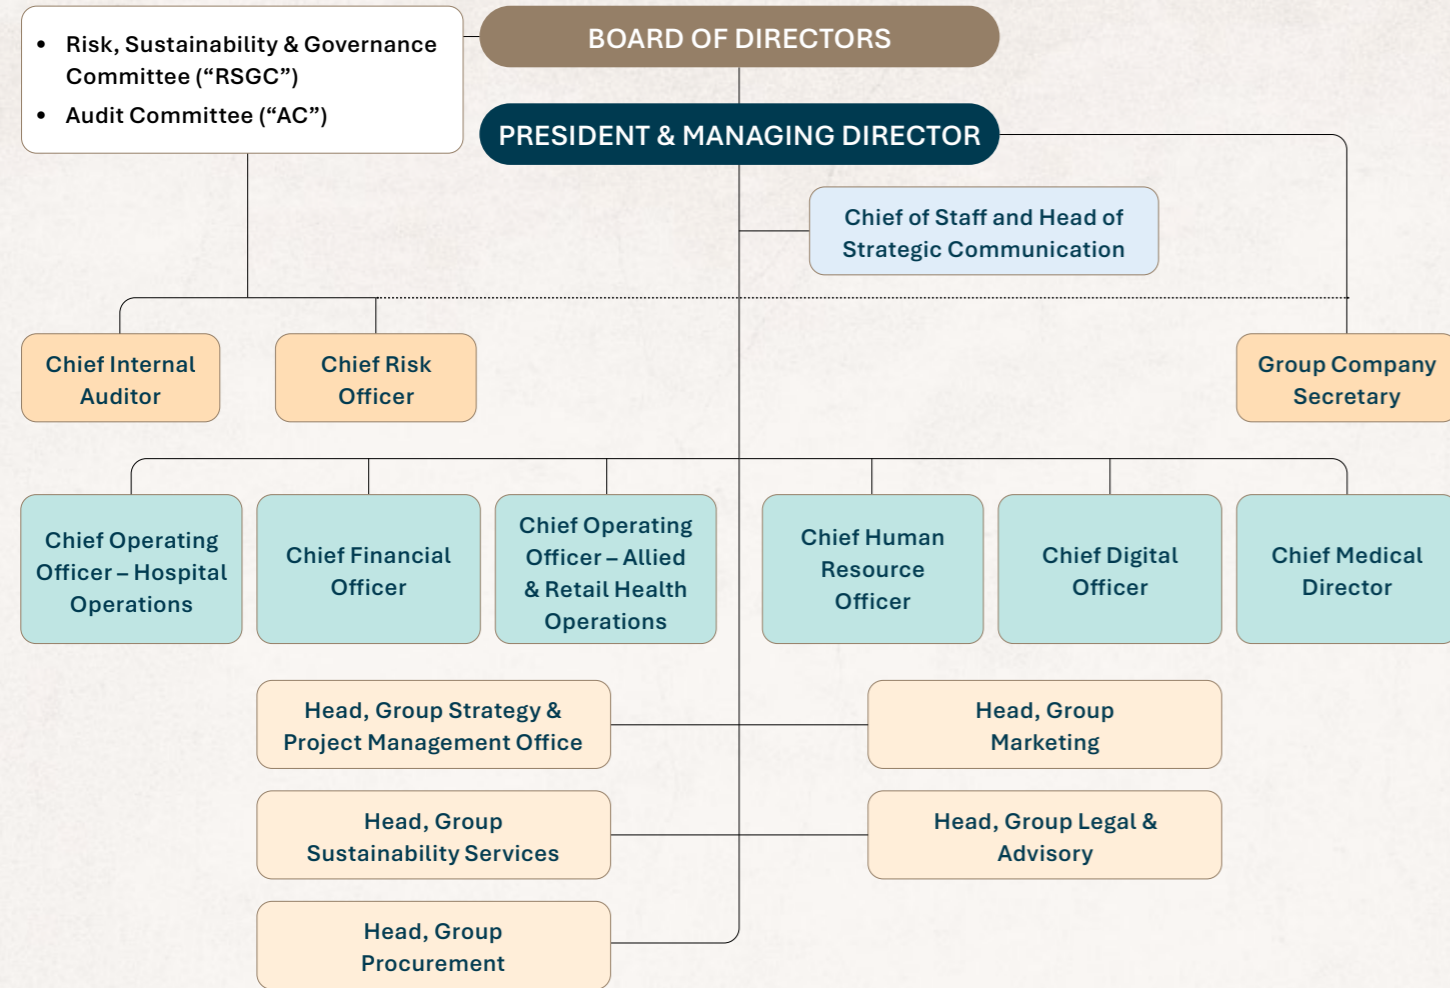 • Risk, Sustainability & Governance
Committee (“RSGC”)
• Audit Committee (“AC”)
BOARD OF DIRECTORS
PRESIDENT & MANAGING DIRECTOR
Chief of Staff and Head of
Strategic Communication
Chief Internal
Auditor
Chief Risk
Officer
Group Company
Secretary
Chief Operating
Officer – Hospital
Operations
Chief Financial
Officer
Chief Operating
Officer – Allied
& Retail Health
Operations
Chief Human
Resource
Officer
Chief Digital
Officer
Chief Medical
Director
Head, Group Strategy &
Project Management Office
Head, Group
Marketing
Head, Group
Sustainability Services
Head, Group Legal &
Advisory
Head, Group
Procurement